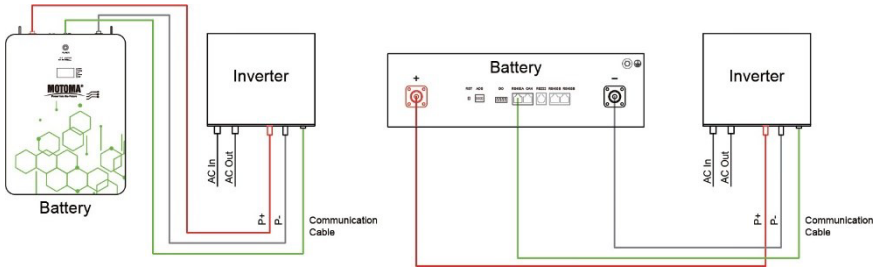 MOTOMA
Battery
Inverter
AC In
AC Out
P+
P-
Communication
Cable
Battery
+
RST
ADS
DO
RS485A
CAN
RS232
RS485B
RS485B
−
Inverter
AC In
AC Out
P+
P-
Communication
Cable